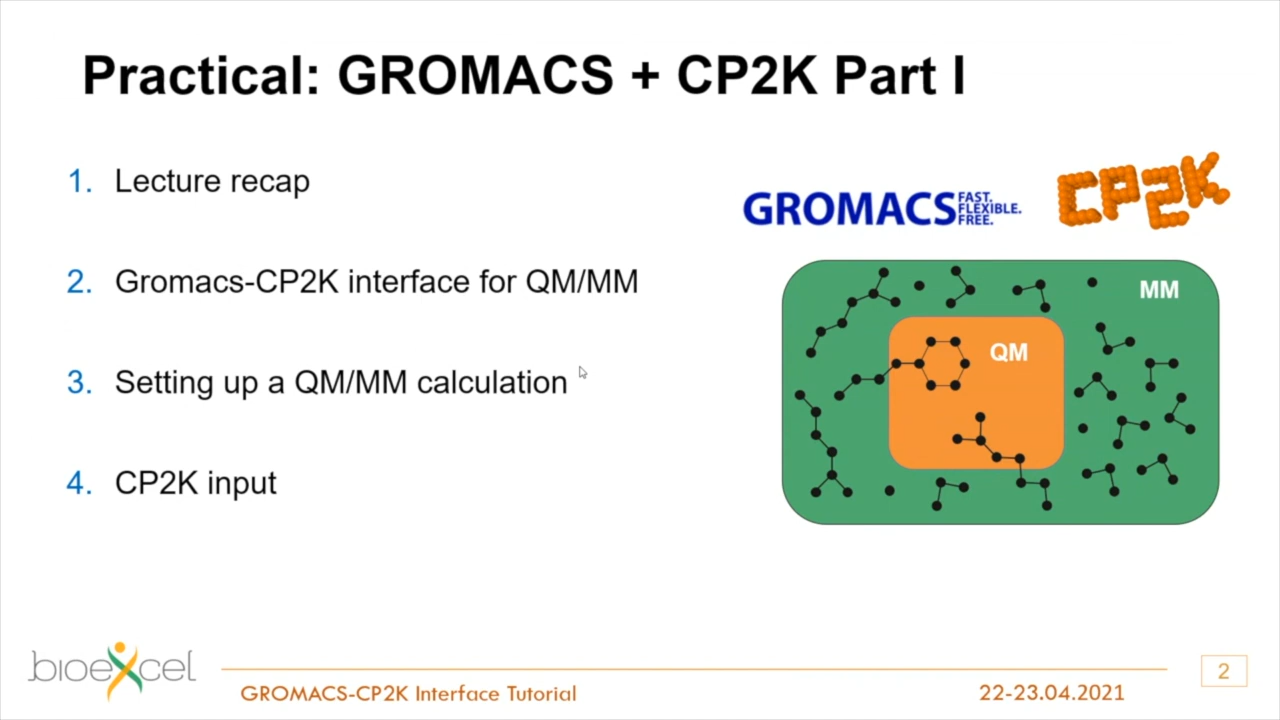 Practical: GROMACS + CP2K Part I
1. Lecture recap
2. Gromacs-CP2K interface for QM/MM
3. Setting up a QM/MM calculation
4. CP2K input
GROMACS FAST. FLEXIBLE. FREE.
CP2K
MM
QM
bioexcel
GROMACS-CP2K Interface Tutorial
22-23.04.2021
2